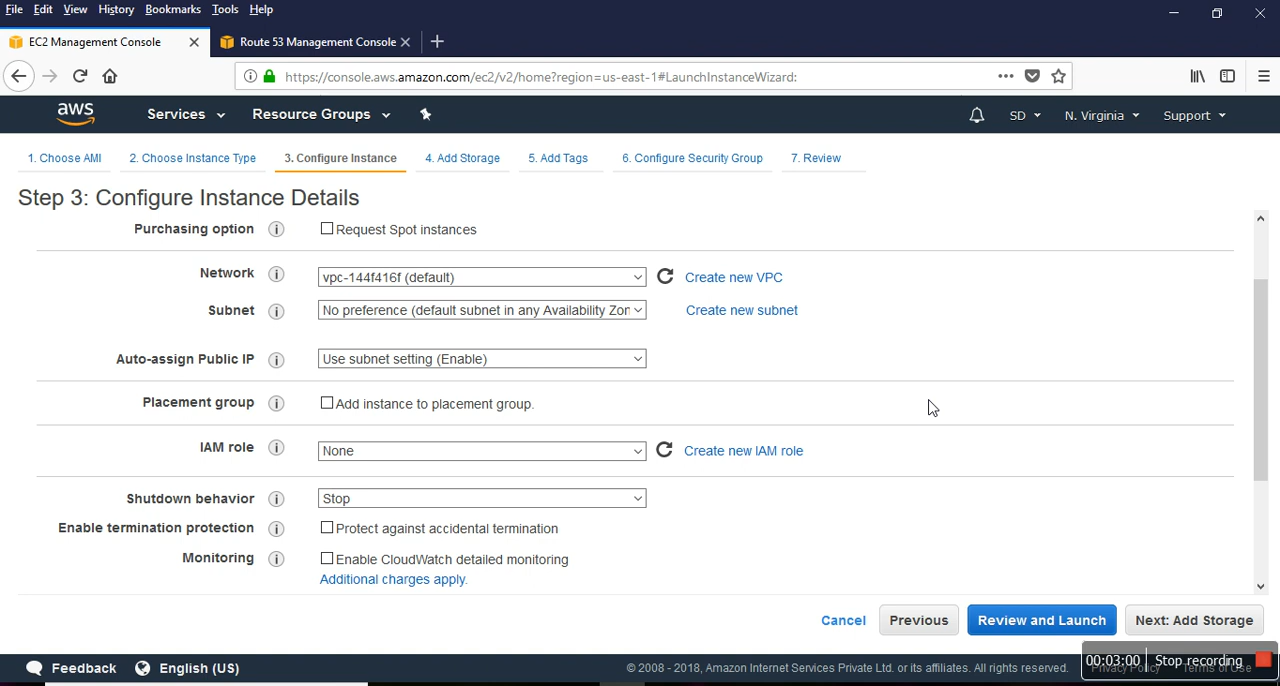 File Edit View History Bookmarks Tools Help
EC2 Management Console Route 53 Management Console
https://console.aws.amazon.com/ec2/v2/home?region=us-east-1#LaunchInstanceWizard:
aws Services Resource Groups SD N. Virginia Support
1. Choose AMI 2. Choose Instance Type 3. Configure Instance 4. Add Storage 5. Add Tags 6. Configure Security Group 7. Review
Step 3: Configure Instance Details
Purchasing option Request Spot instances
Network vpc-144f416f (default) Create new VPC
Subnet No preference (default subnet in any Availability Zon Create new subnet
Auto-assign Public IP Use subnet setting (Enable)
Placement group Add instance to placement group.
IAM role None Create new IAM role
Shutdown behavior Stop
Enable termination protection Protect against accidental termination
Monitoring Enable CloudWatch detailed monitoring
Additional charges apply.
Cancel Previous Review and Launch Next: Add Storage
Feedback English (US) © 2008 - 2018, Amazon Internet Services Private Ltd. or its affiliates. All rights reserved. Privacy Policy Terms of Use
00:03:00 Stop recording